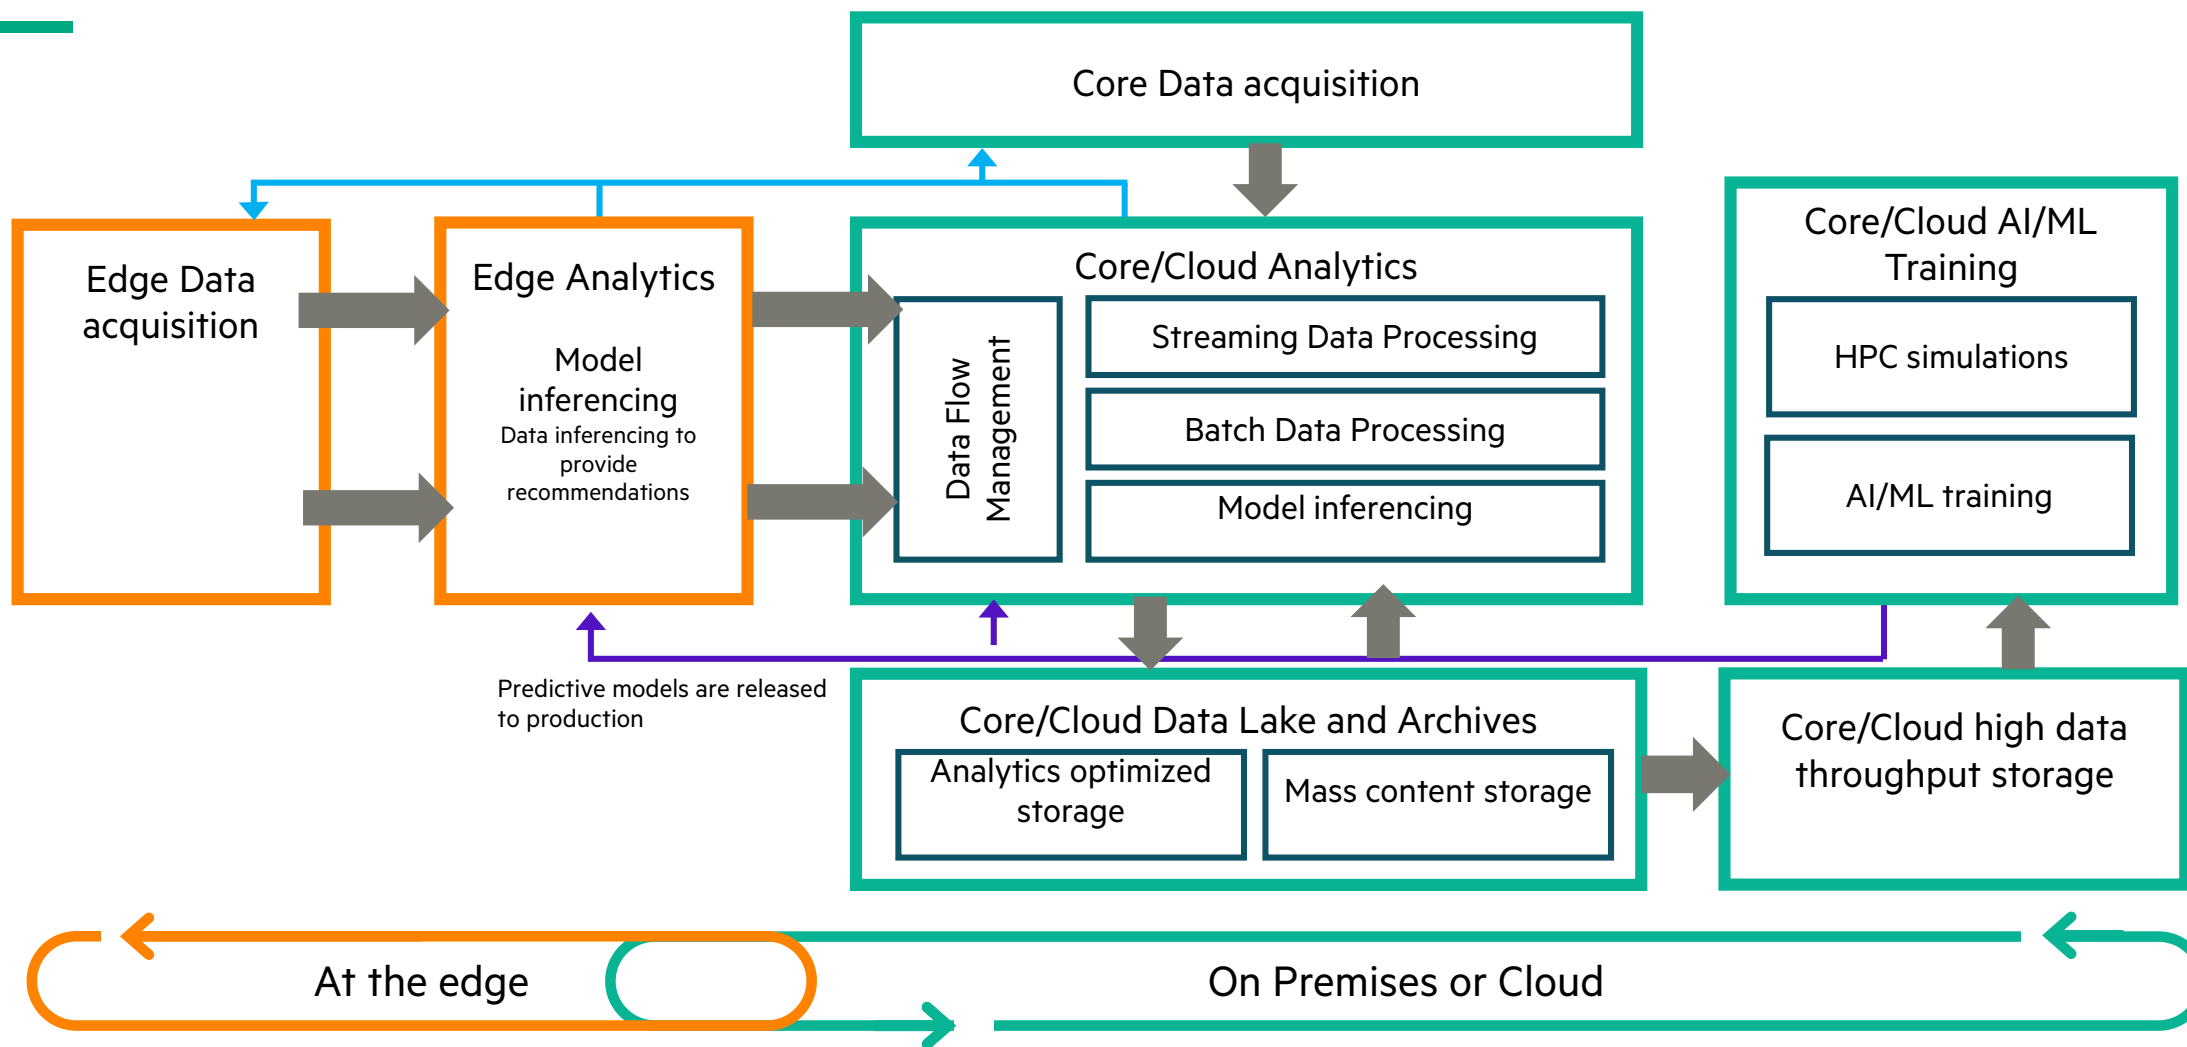 Core Data acquisition
Edge Data
acquisition
Edge Analytics
Model
inferencing
Data inferencing to
provide
recommendations
Core/Cloud Analytics
Data Flow
Management
Streaming Data Processing
Batch Data Processing
Model inferencing
Core/Cloud AI/ML
Training
HPC simulations
AI/ML training
Predictive models are released
to production
Core/Cloud Data Lake and Archives
Analytics optimized
storage
Mass content storage
Core/Cloud high data
throughput storage
At the edge
On Premises or Cloud